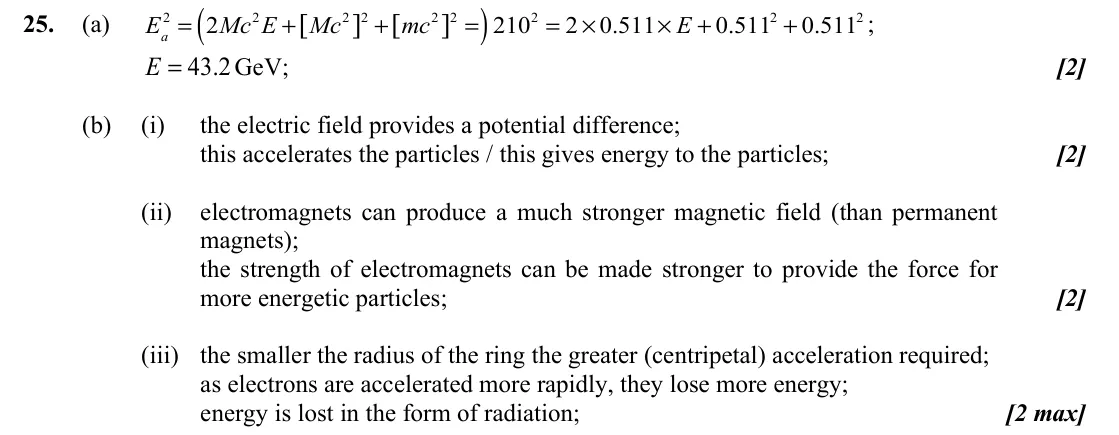 25. (a) E_a^2 = (2Mc^2E + [Mc^2]^2 + [mc^2]^2 =) 210^2 = 2 × 0.511 × E + 0.511^2 + 0.511^2;
E = 43.2 GeV; [2]
(b) (i) the electric field provides a potential difference;
this accelerates the particles / this gives energy to the particles; [2]
(ii) electromagnets can produce a much stronger magnetic field (than permanent
magnets);
the strength of electromagnets can be made stronger to provide the force for
more energetic particles; [2]
(iii) the smaller the radius of the ring the greater (centripetal) acceleration required;
as electrons are accelerated more rapidly, they lose more energy;
energy is lost in the form of radiation; [2 max]